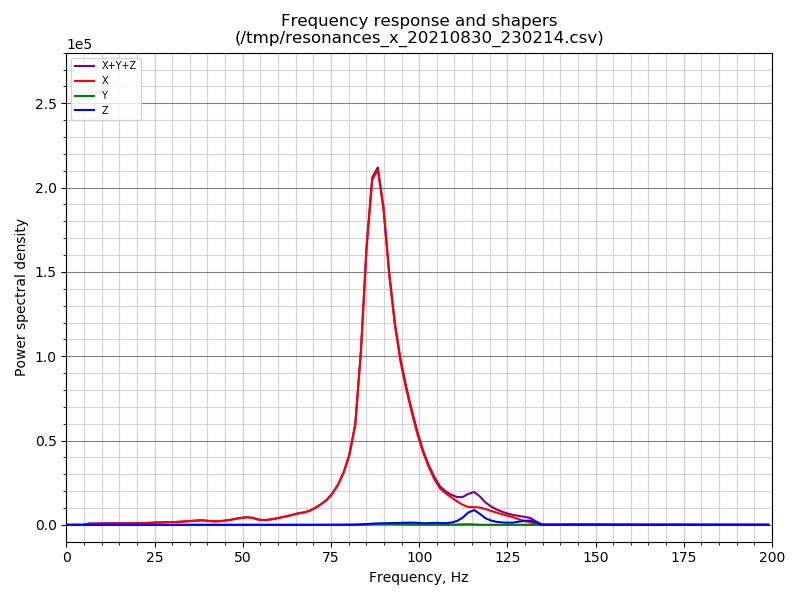 Frequency response and shapers
(/tmp/resonances_x_20210830_230214.csv)
1e5
X+Y+Z
X
Y
Z
2.5
2.0
1.5
1.0
0.5
0.0
Power spectral density
0 25 50 75 100 125 150 175 200
Frequency, Hz